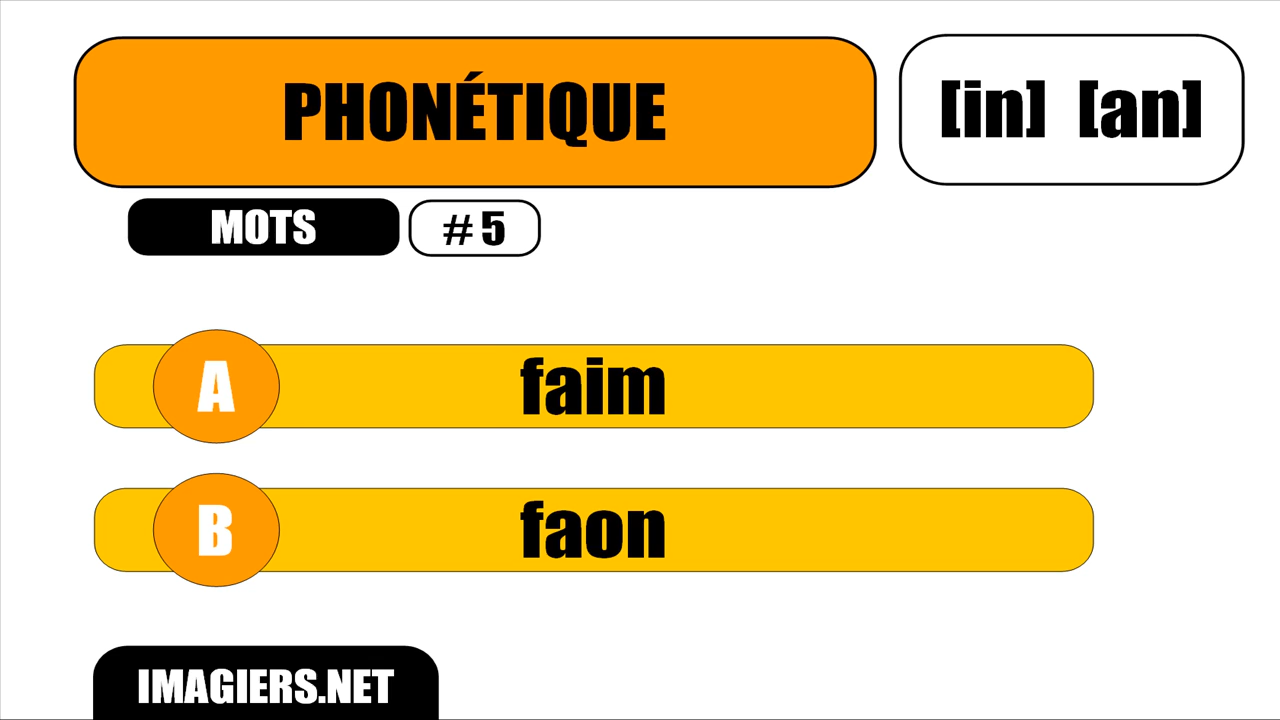 PHONÉTIQUE
[in] [an]
MOTS
# 5
A faim
B faon
IMAGIERS.NET